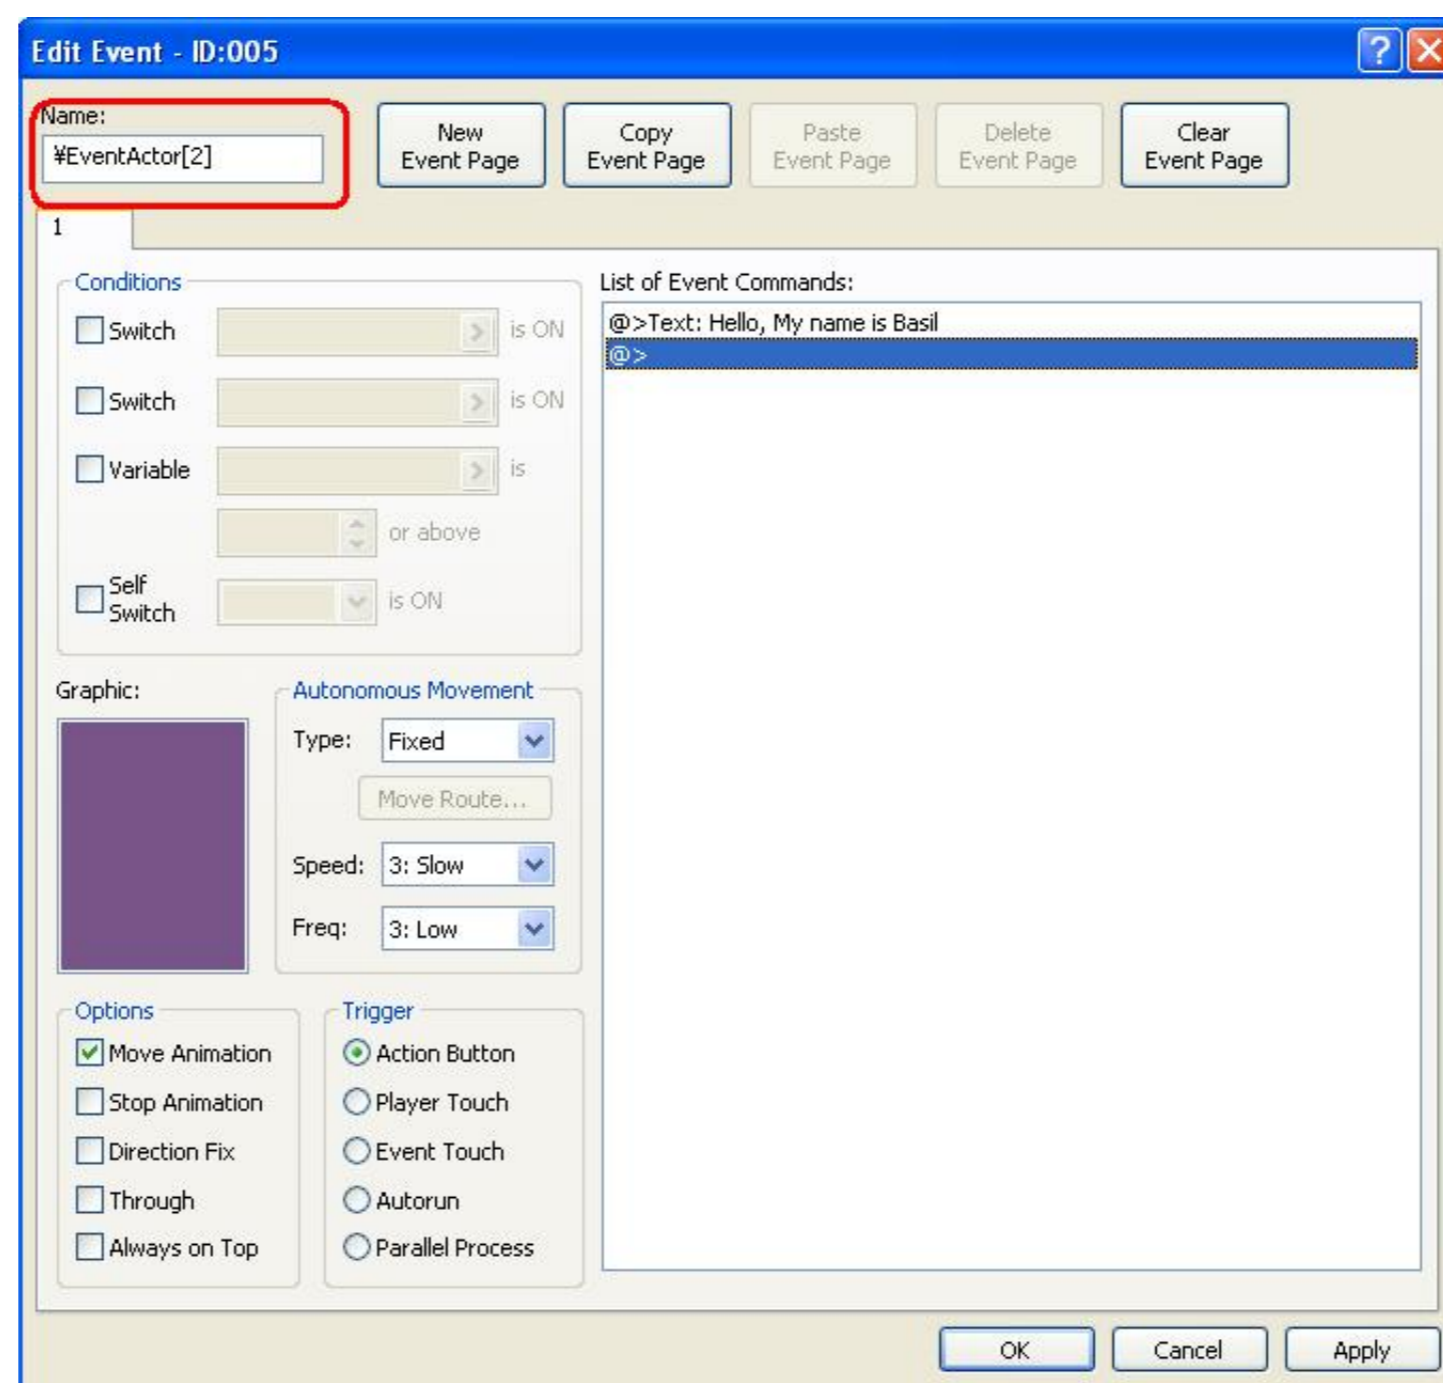 Edit Event - ID:005
Name:
¥EventActor[2]
New
Event Page
Copy
Event Page
Paste
Event Page
Delete
Event Page
Clear
Event Page
1
Conditions
Switch
is ON
Switch
is ON
Variable
is
or above
Self
Switch
is ON
Graphic:
Autonomous Movement
Type:
Fixed
Move Route...
Speed:
3: Slow
Freq:
3: Low
Options
Move Animation
Stop Animation
Direction Fix
Through
Always on Top
Trigger
Action Button
Player Touch
Event Touch
Autorun
Parallel Process
List of Event Commands:
@>Text: Hello, My name is Basil
@>
OK
Cancel
Apply